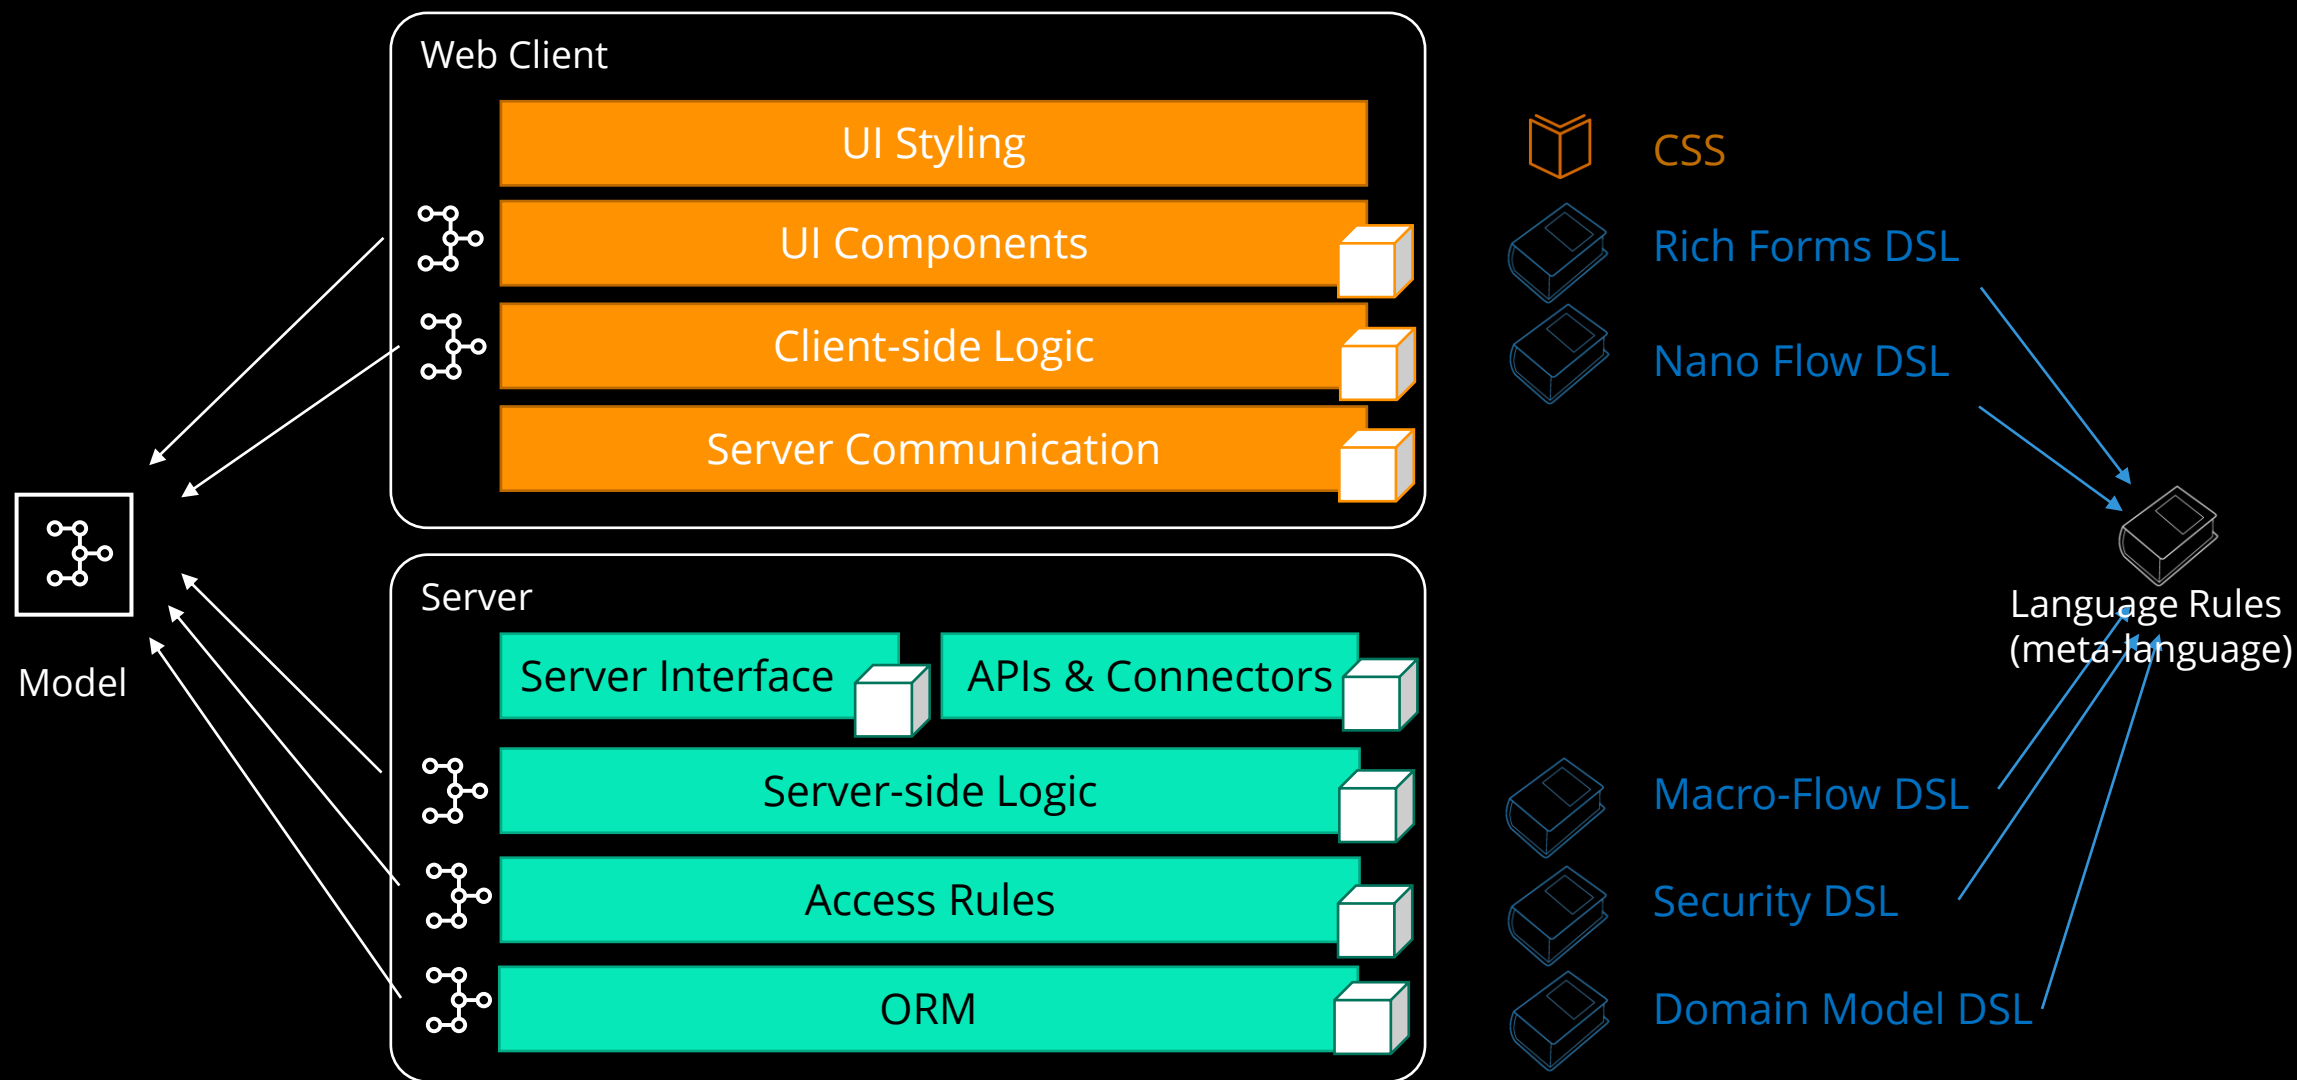 Web Client
UI Styling
CSS
UI Components
Rich Forms DSL
Client-side Logic
Nano Flow DSL
Server Communication
Model
Language Rules
(meta-language)
Server
Server Interface
APIs & Connectors
Server-side Logic
Macro-Flow DSL
Access Rules
Security DSL
ORM
Domain Model DSL